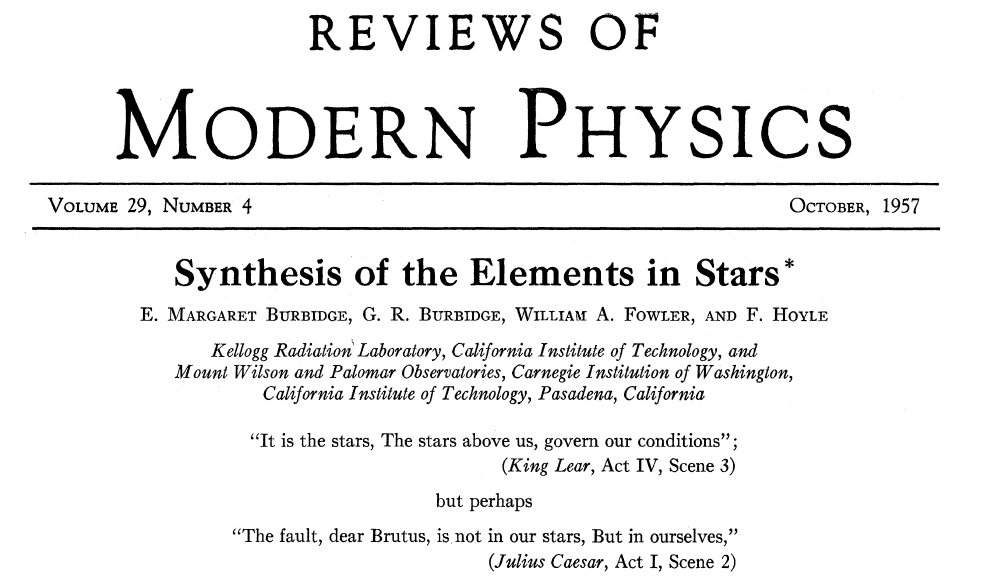 REVIEWS OF
MODERN PHYSICS
VOLUME 29, NUMBER 4 OCTOBER, 1957
Synthesis of the Elements in Stars*
E. MARGARET BURBIDGE, G. R. BURBIDGE, WILLIAM A. FOWLER, AND F. HOYLE
Kellogg Radiation Laboratory, California Institute of Technology, and
Mount Wilson and Palomar Observatories, Carnegie Institution of Washington,
California Institute of Technology, Pasadena, California
"It is the stars, The stars above us, govern our conditions";
(King Lear, Act IV, Scene 3)
but perhaps
"The fault, dear Brutus, is not in our stars, But in ourselves,"
(Julius Caesar, Act I, Scene 2)